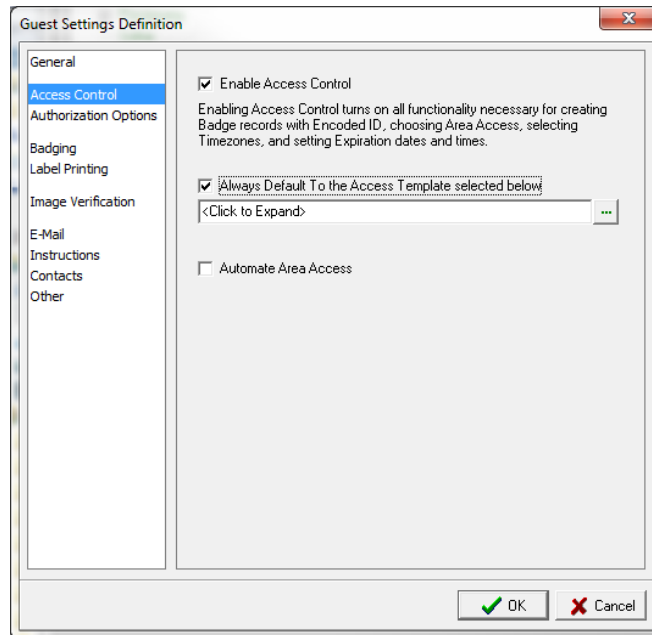 Guest Settings Definition
General
Access Control
Authorization Options
Badging
Label Printing
Image Verification
E-Mail
Instructions
Contacts
Other
Enable Access Control
Enabling Access Control turns on all functionality necessary for creating
Badge records with Encoded ID, choosing Area Access, selecting
Timezones, and setting Expiration dates and times.
Always Default To the Access Template selected below
<Click to Expand>
...
Automate Area Access
OK
Cancel